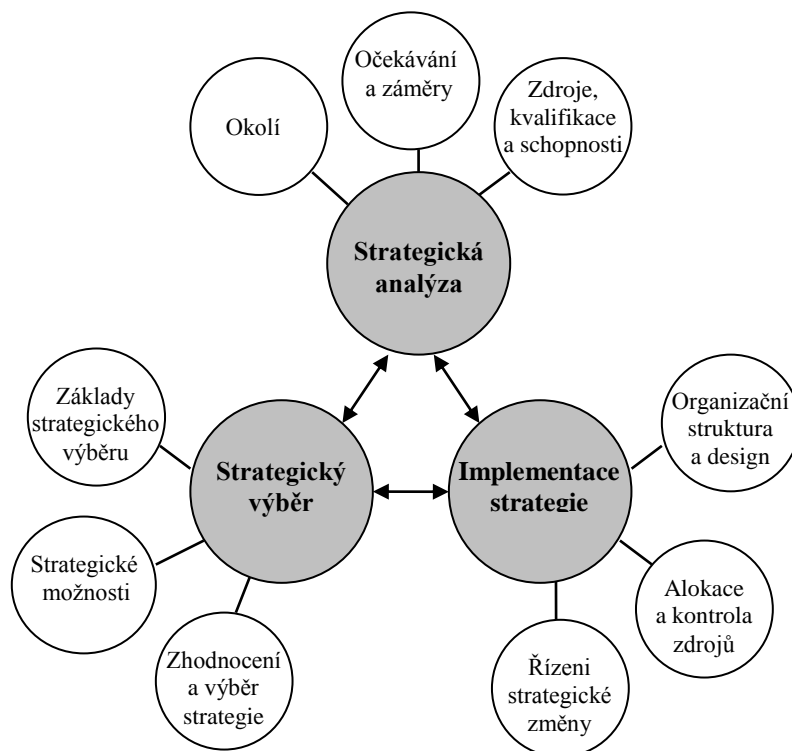 Očekávání
a záměry
Okolí
Zdroje,
kvalifikace
a schopnosti
Strategická
analýza
Základy
strategického
výběru
Strategický
výběr
Implementace
strategie
Organizační
struktura
a design
Strategické
možnosti
Alokace
a kontrola
zdrojů
Zhodnocení
a výběr
strategie
Řízeni
strategické
změny